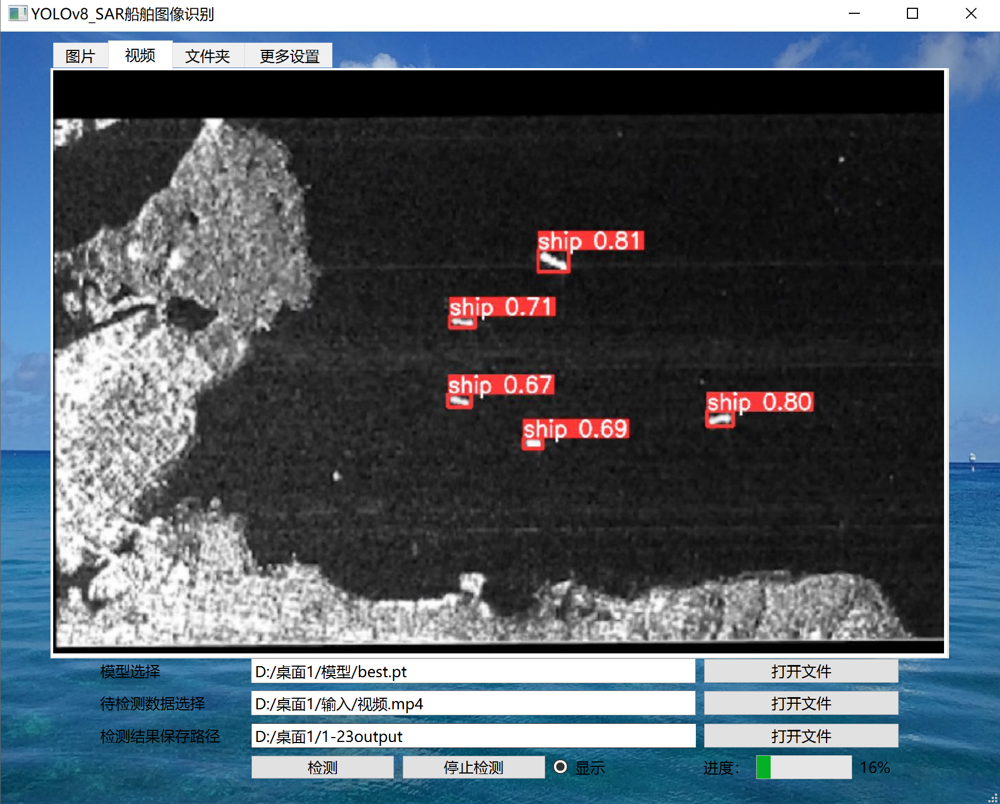 YOLOv8_SAR船舶图像识别
图片 视频 文件夹 更多设置
ship 0.81
ship 0.71
ship 0.67
ship 0.80
ship 0.69
模型选择 D:/桌面1/模型/best.pt 打开文件
待检测数据选择 D:/桌面1/输入/视频.mp4 打开文件
检测结果保存路径 D:/桌面1/1-23output 打开文件
检测 停止检测 显示 进度： 16%